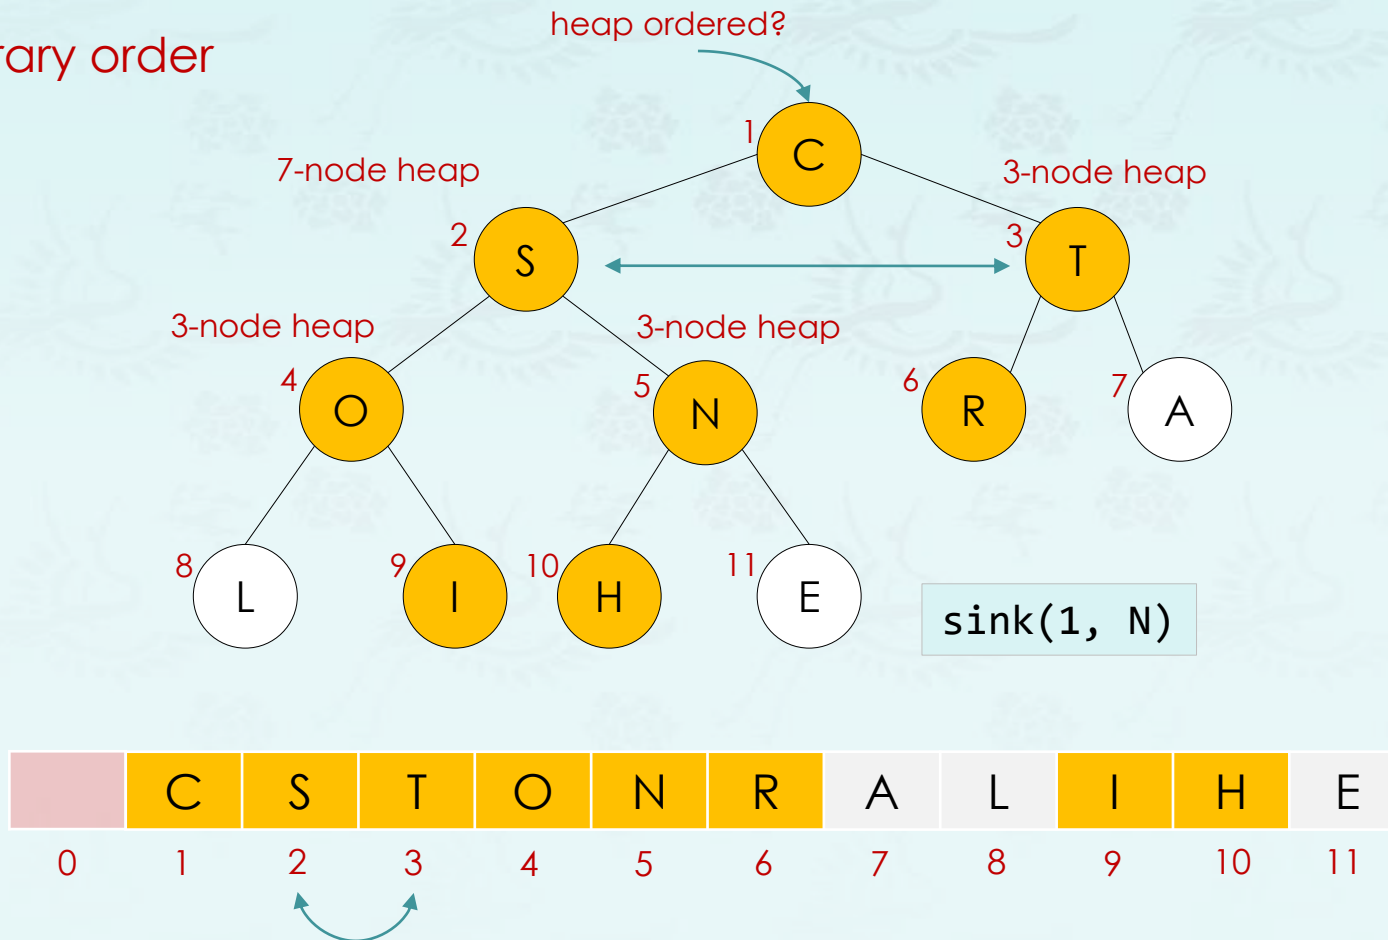 heap ordered?
rary order
1
C
7-node heap
3-node heap
2
S
3
T
3-node heap
3-node heap
4
O
5
N
6
R
7
A
8
L
9
I
10
H
11
E
sink(1, N)
C S T O N R A L I H E
0 1 2 3 4 5 6 7 8 9 10 11